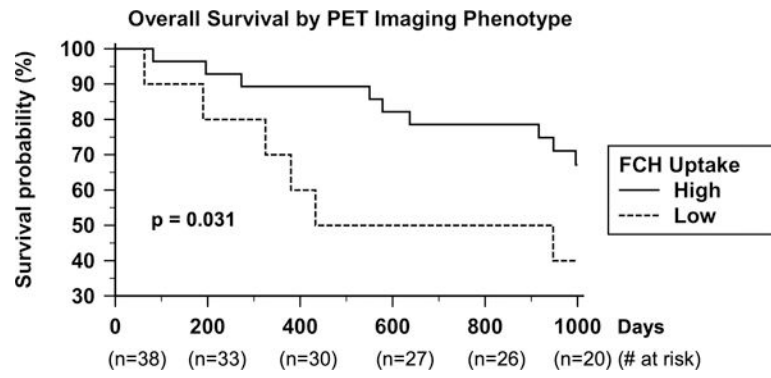 Overall Survival by PET Imaging Phenotype
Survival probability (%)
100
90
80
70
60
50
40
30
p = 0.031
FCH Uptake
High
Low
0 200 400 600 800 1000 Days
(n=38) (n=33) (n=30) (n=27) (n=26) (n=20) (# at risk)